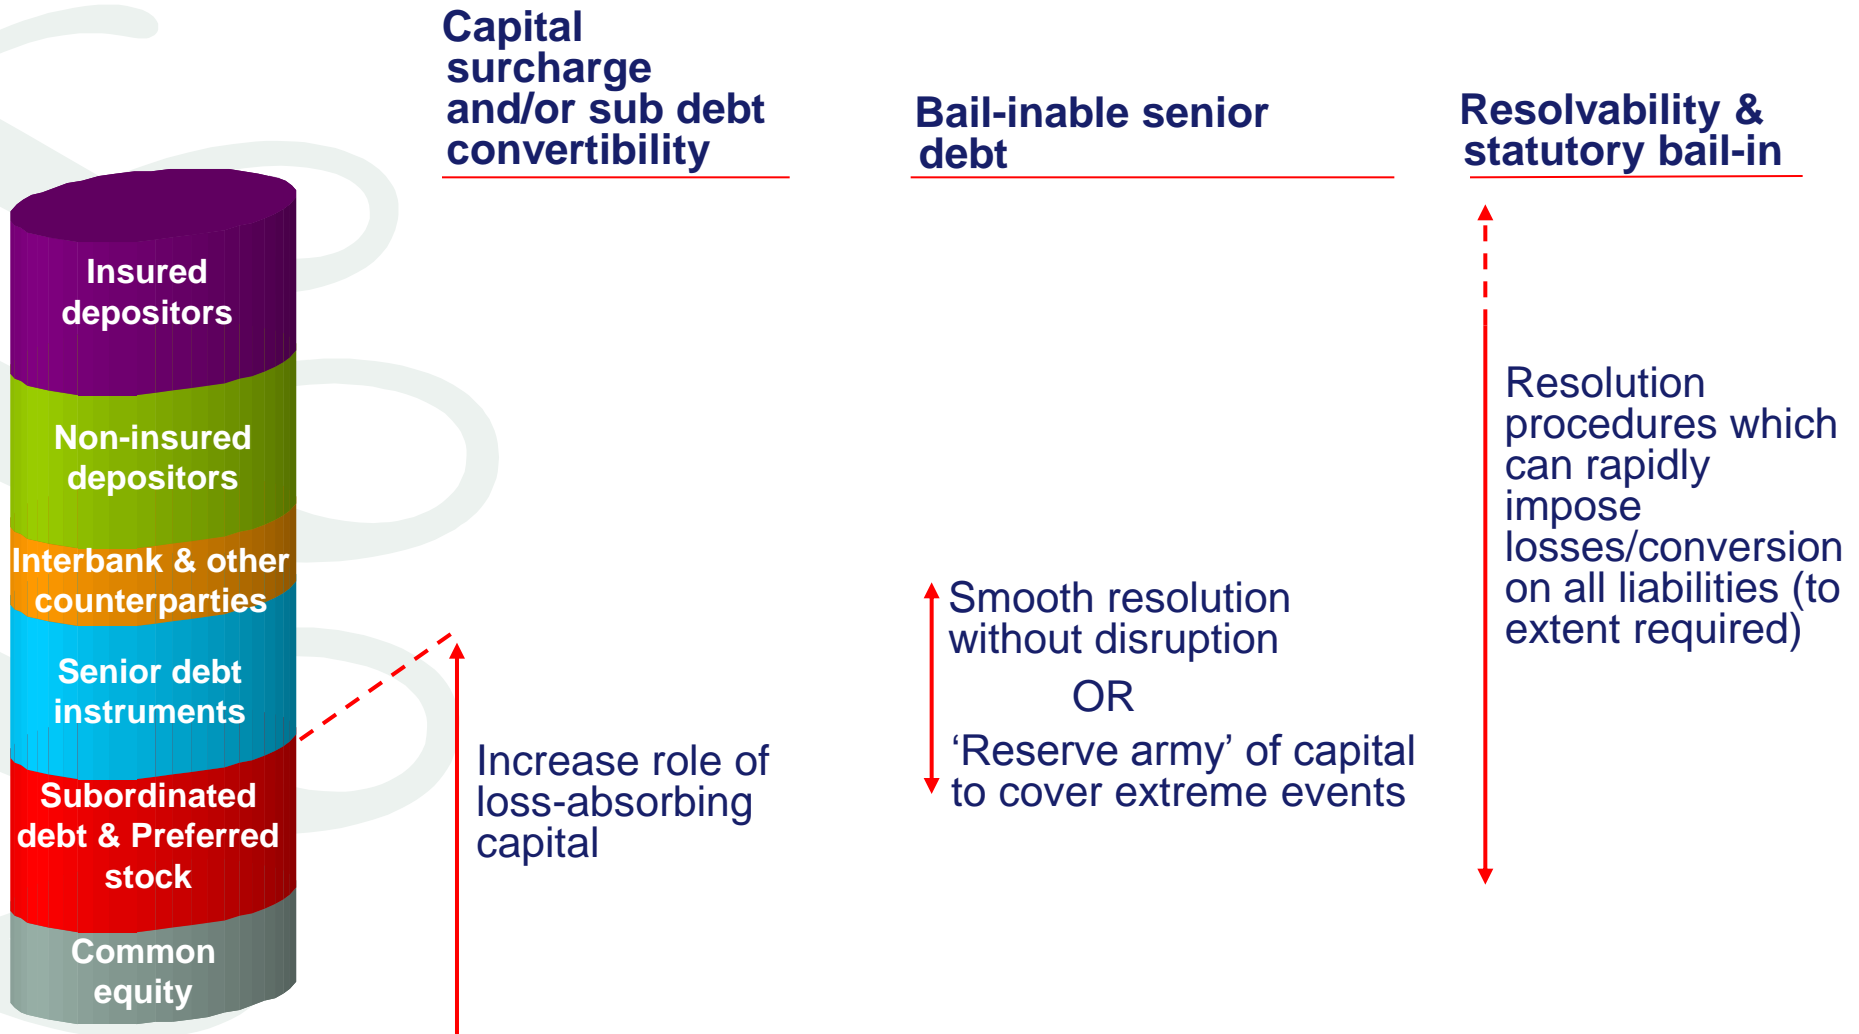 Capital
surcharge
and/or sub debt
convertibility
Bail-inable senior
debt
Resolvability &
statutory bail-in
Insured
depositors
Non-insured
depositors
Interbank & other
counterparties
Senior debt
instruments
Subordinated
debt & Preferred
stock
Common
equity
Increase role of
loss-absorbing
capital
Smooth resolution
without disruption
OR
‘Reserve army’ of capital
to cover extreme events
Resolution
procedures which
can rapidly
impose
losses/conversion
on all liabilities (to
extent required)